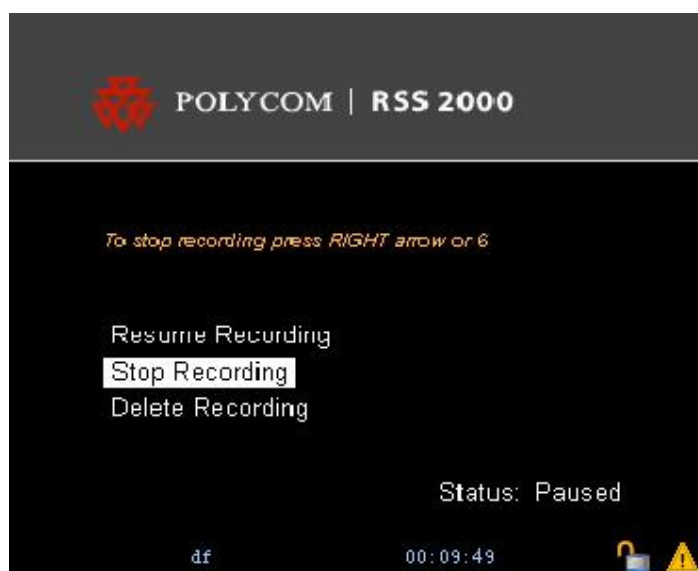 POLYCOM | RSS 2000
To stop recording press RIGHT arrow or 6
Resume Recording
Stop Recording
Delete Recording
Status: Paused
df 00:09:49